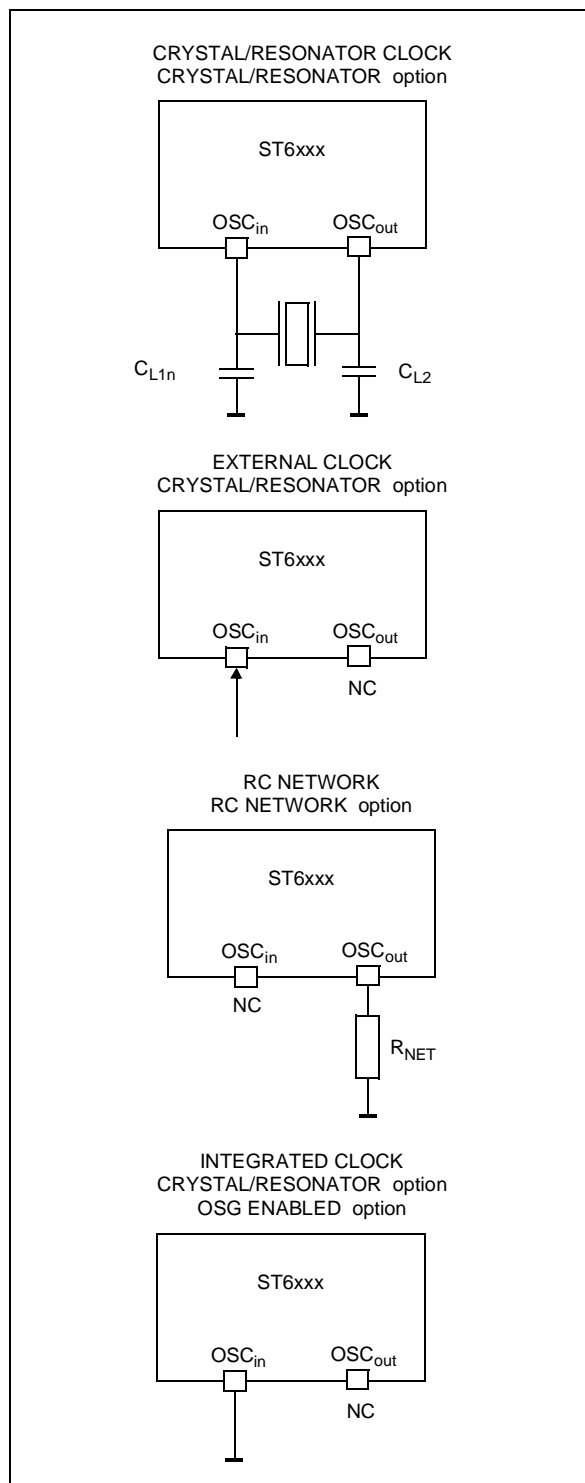 CRYSTAL/RESONATOR CLOCK
CRYSTAL/RESONATOR option
ST6xxx
OSCin OSCout
CL1n CL2
EXTERNAL CLOCK
CRYSTAL/RESONATOR option
ST6xxx
OSCin OSCout
NC
RC NETWORK
RC NETWORK option
ST6xxx
OSCin OSCout
NC
RNET
INTEGRATED CLOCK
CRYSTAL/RESONATOR option
OSG ENABLED option
ST6xxx
OSCin OSCout
NC